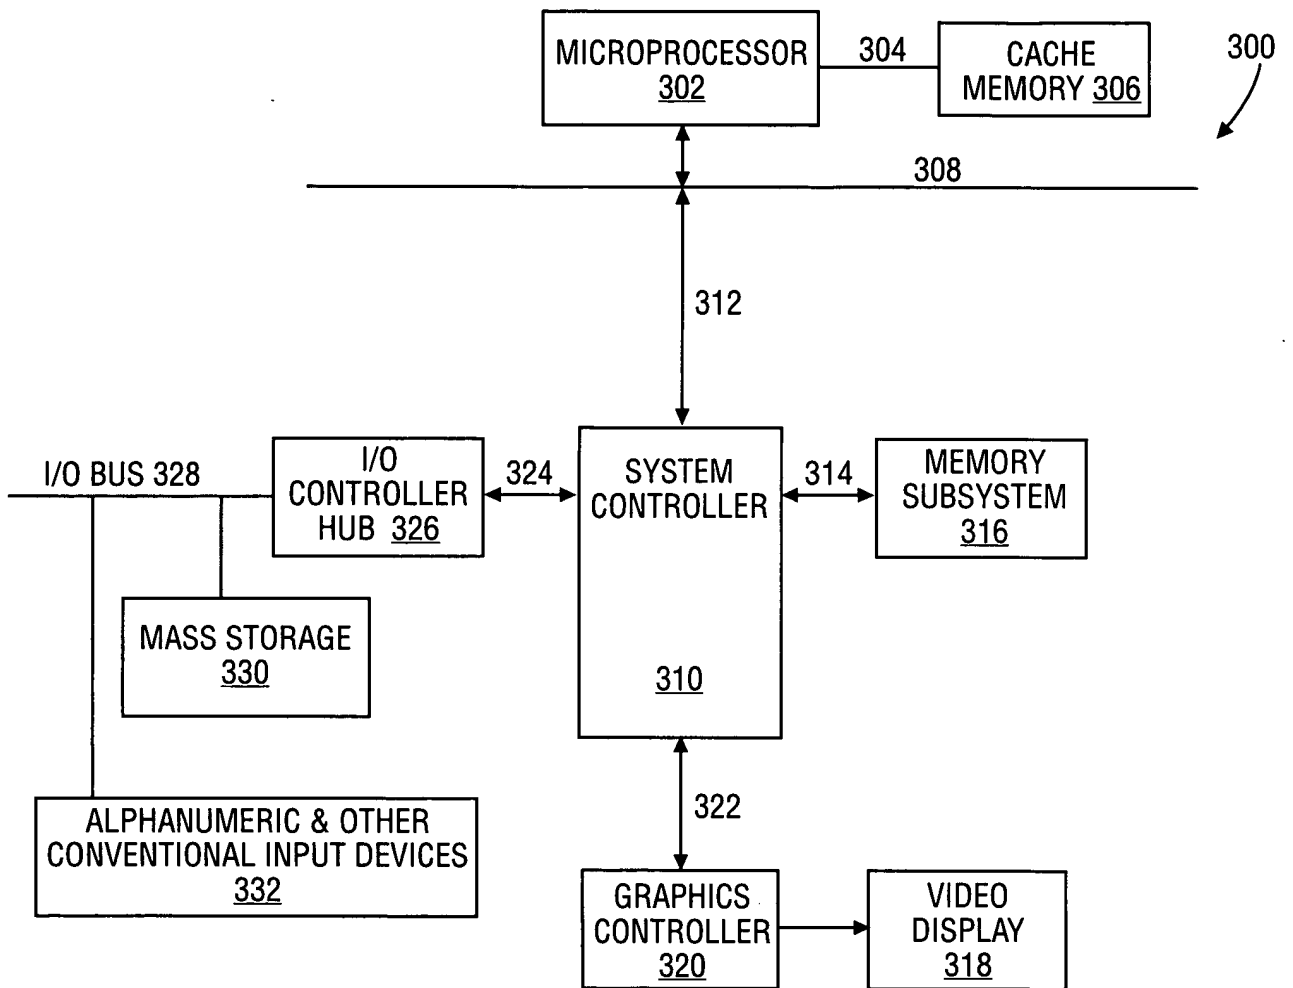 MICROPROCESSOR
302
304
CACHE
MEMORY 306
300
308
312
I/O BUS 328
I/O
CONTROLLER
HUB 326
324
SYSTEM
CONTROLLER
310
314
MEMORY
SUBSYSTEM
316
MASS STORAGE
330
ALPHANUMERIC & OTHER
CONVENTIONAL INPUT DEVICES
332
322
GRAPHICS
CONTROLLER
320
VIDEO
DISPLAY
318